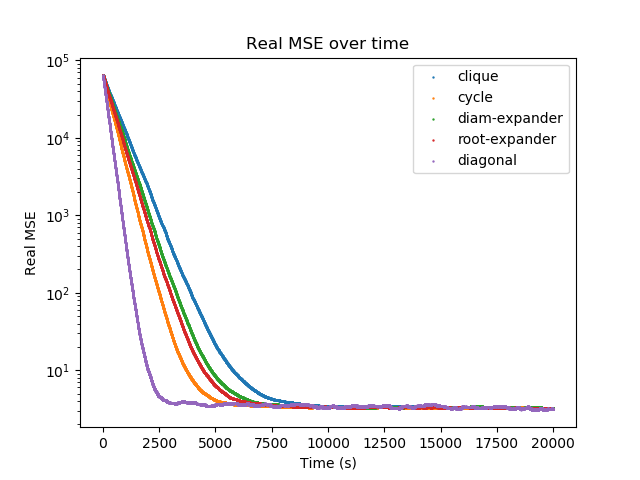 Real MSE over time
10^5
10^4
10^3
10^2
10^1
Real MSE
clique
cycle
diam-expander
root-expander
diagonal
0 2500 5000 7500 10000 12500 15000 17500 20000
Time (s)